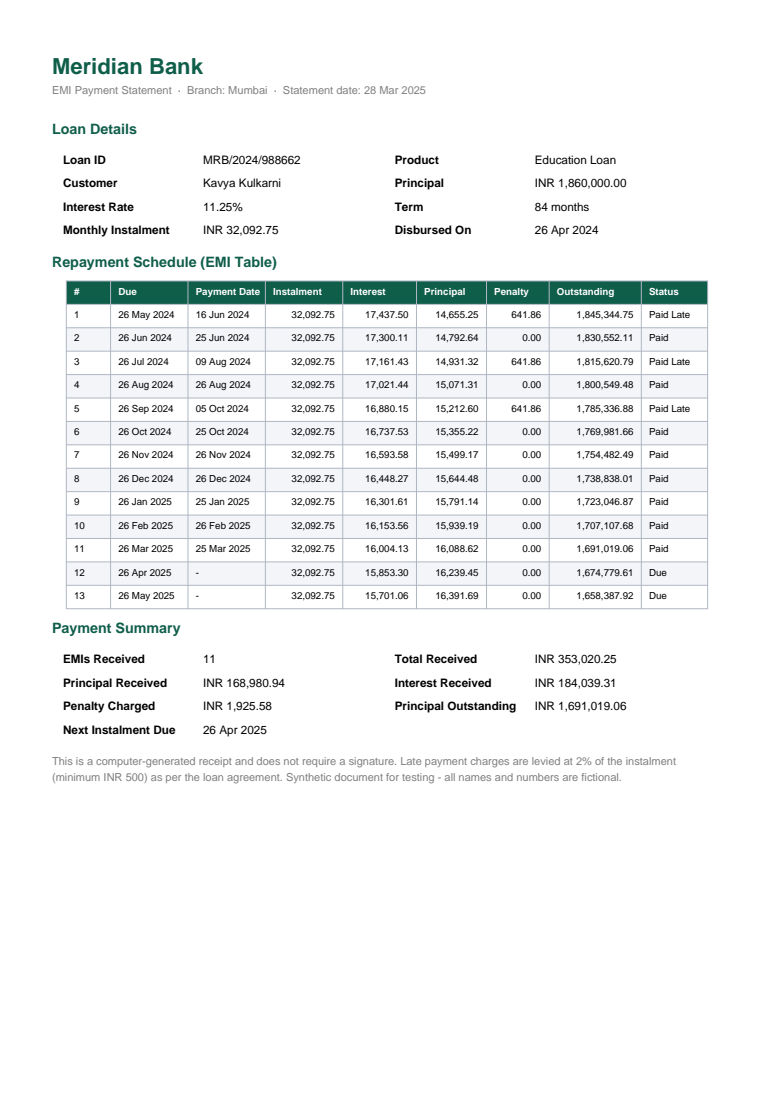 Meridian Bank
EMI Payment Statement · Branch: Mumbai · Statement date: 28 Mar 2025
Loan Details
Loan ID MRB/2024/988662 Product Education Loan
Customer Kavya Kulkarni Principal INR 1,860,000.00
Interest Rate 11.25% Term 84 months
Monthly Instalment INR 32,092.75 Disbursed On 26 Apr 2024
Repayment Schedule (EMI Table)
# Due Payment Date Instalment Interest Principal Penalty Outstanding Status
1 26 May 2024 16 Jun 2024 32,092.75 17,437.50 14,655.25 641.86 1,845,344.75 Paid Late
2 26 Jun 2024 25 Jun 2024 32,092.75 17,300.11 14,792.64 0.00 1,830,552.11 Paid
3 26 Jul 2024 09 Aug 2024 32,092.75 17,161.43 14,931.32 641.86 1,815,620.79 Paid Late
4 26 Aug 2024 26 Aug 2024 32,092.75 17,021.44 15,071.31 0.00 1,800,549.48 Paid
5 26 Sep 2024 05 Oct 2024 32,092.75 16,880.15 15,212.60 641.86 1,785,336.88 Paid Late
6 26 Oct 2024 25 Oct 2024 32,092.75 16,737.53 15,355.22 0.00 1,769,981.66 Paid
7 26 Nov 2024 26 Nov 2024 32,092.75 16,593.58 15,499.17 0.00 1,754,482.49 Paid
8 26 Dec 2024 26 Dec 2024 32,092.75 16,448.27 15,644.48 0.00 1,738,838.01 Paid
9 26 Jan 2025 25 Jan 2025 32,092.75 16,301.61 15,791.14 0.00 1,723,046.87 Paid
10 26 Feb 2025 26 Feb 2025 32,092.75 16,153.56 15,939.19 0.00 1,707,107.68 Paid
11 26 Mar 2025 25 Mar 2025 32,092.75 16,004.13 16,088.62 0.00 1,691,019.06 Paid
12 26 Apr 2025 - 32,092.75 15,853.30 16,239.45 0.00 1,674,779.61 Due
13 26 May 2025 - 32,092.75 15,701.06 16,391.69 0.00 1,658,387.92 Due
Payment Summary
EMIs Received 11 Total Received INR 353,020.25
Principal Received INR 168,980.94 Interest Received INR 184,039.31
Penalty Charged INR 1,925.58 Principal Outstanding INR 1,691,019.06
Next Instalment Due 26 Apr 2025
This is a computer-generated receipt and does not require a signature. Late payment charges are levied at 2% of the instalment
(minimum INR 500) as per the loan agreement. Synthetic document for testing - all names and numbers are fictional.